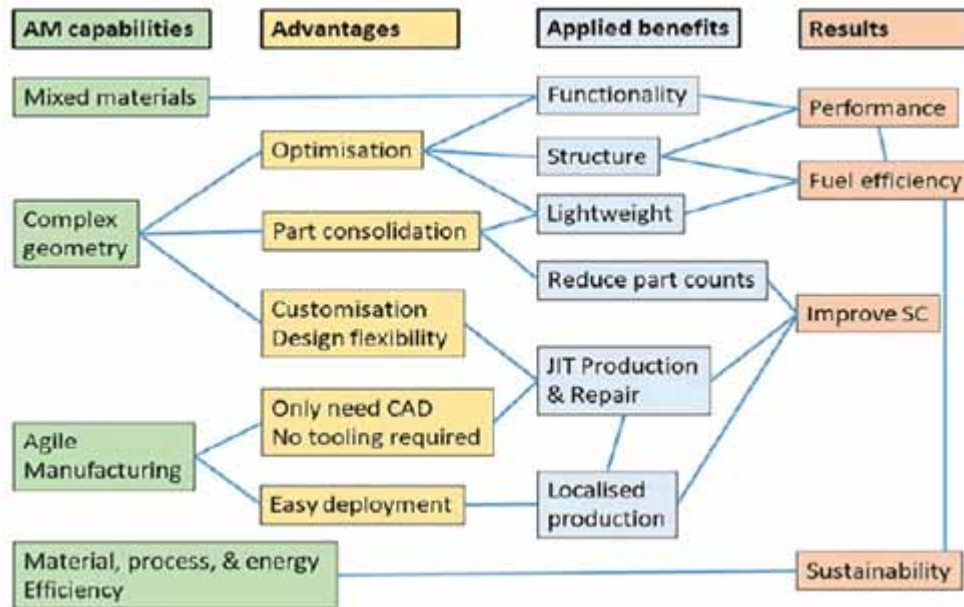 AM capabilities
Advantages
Applied benefits
Results
Mixed materials
Functionality
Performance
Optimisation
Structure
Fuel efficiency
Complex
geometry
Part consolidation
Lightweight
Reduce part counts
Customisation
Design flexibility
Improve SC
JIT Production
& Repair
Only need CAD
No tooling required
Agile
Manufacturing
Easy deployment
Localised
production
Material, process, & energy
Efficiency
Sustainability